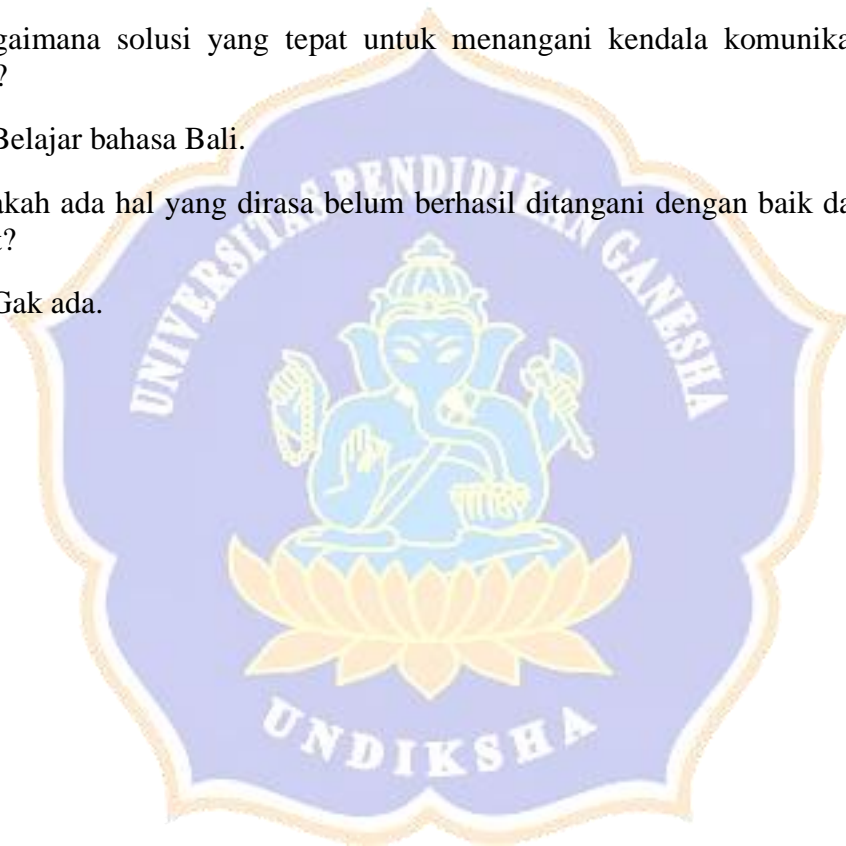 gaimana solusi yang tepat untuk menangani kendala komunika
?
Belajar bahasa Bali.
akah ada hal yang dirasa belum berhasil ditangani dengan baik da
t?
Gak ada.
UNIVERSITAS PENDIDIKAN GANESHA
UNDIKSHA